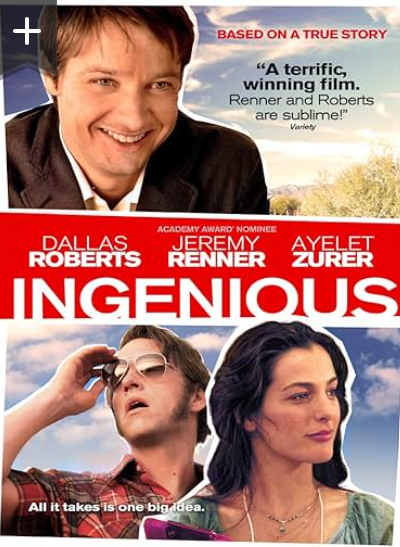 BASED ON A TRUE STORY
“A terrific,
winning film.
Renner and Roberts
are sublime!”
Variety
ACADEMY AWARD® NOMINEE
DALLAS JEREMY AYELET
ROBERTS RENNER ZURER
INGENIOUS
All it takes is one big idea.